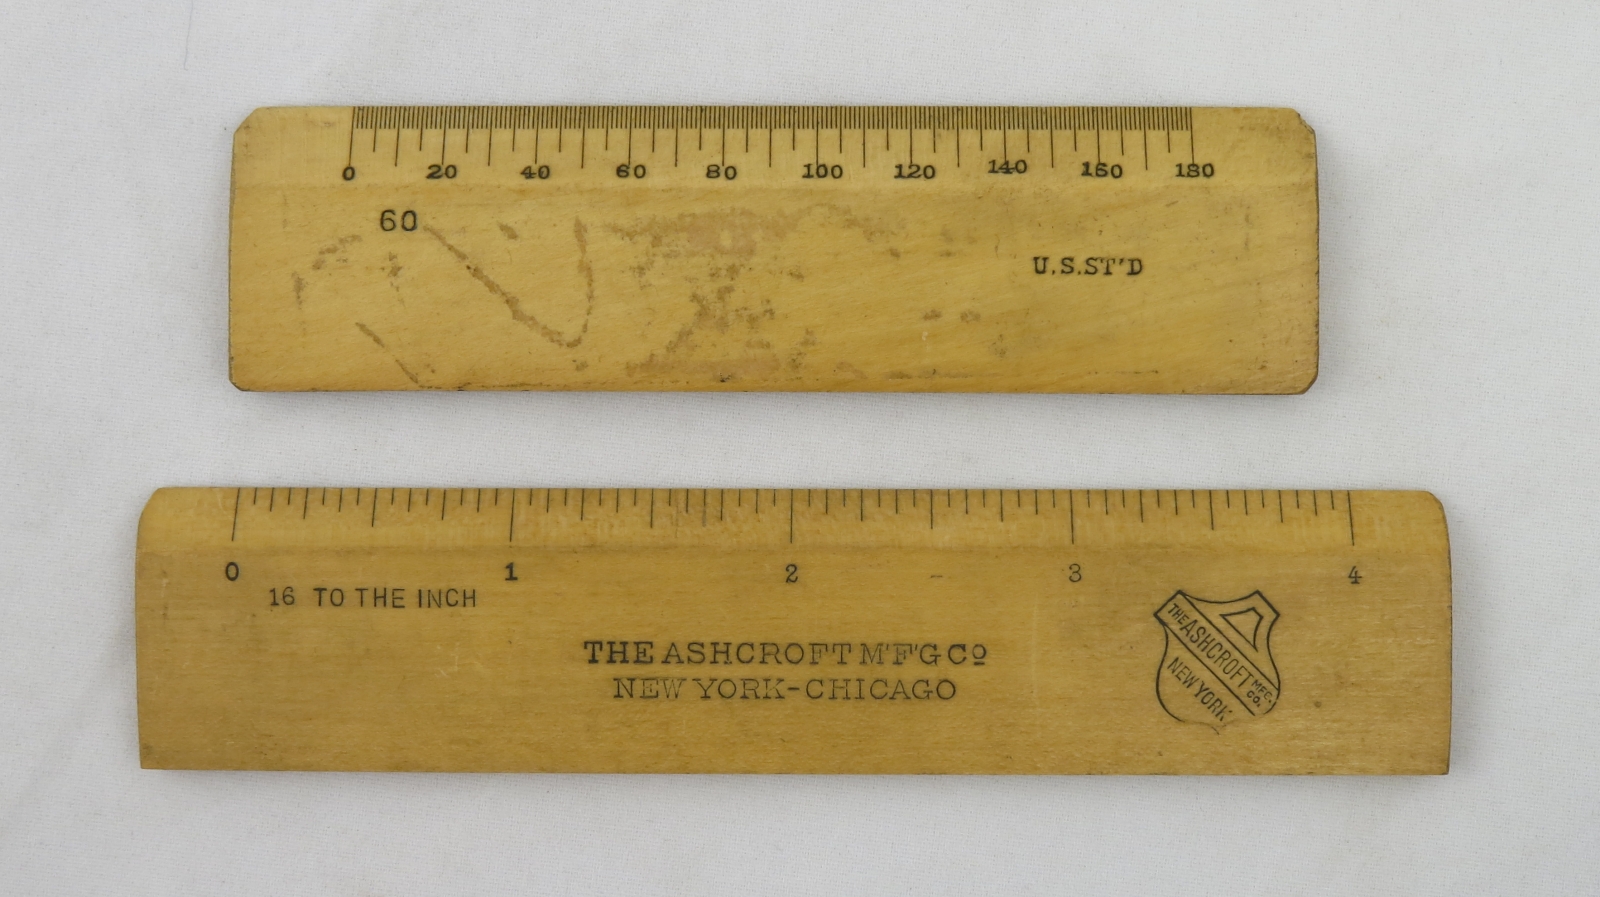 0 20 40 60 80 100 120 140 160 180
60
U.S.ST'D
0 1 2 3 4
16 TO THE INCH
THE ASHCROFT M'F'G Cº
NEW YORK-CHICAGO
THE ASHCROFT MFG. CO.
NEW YORK